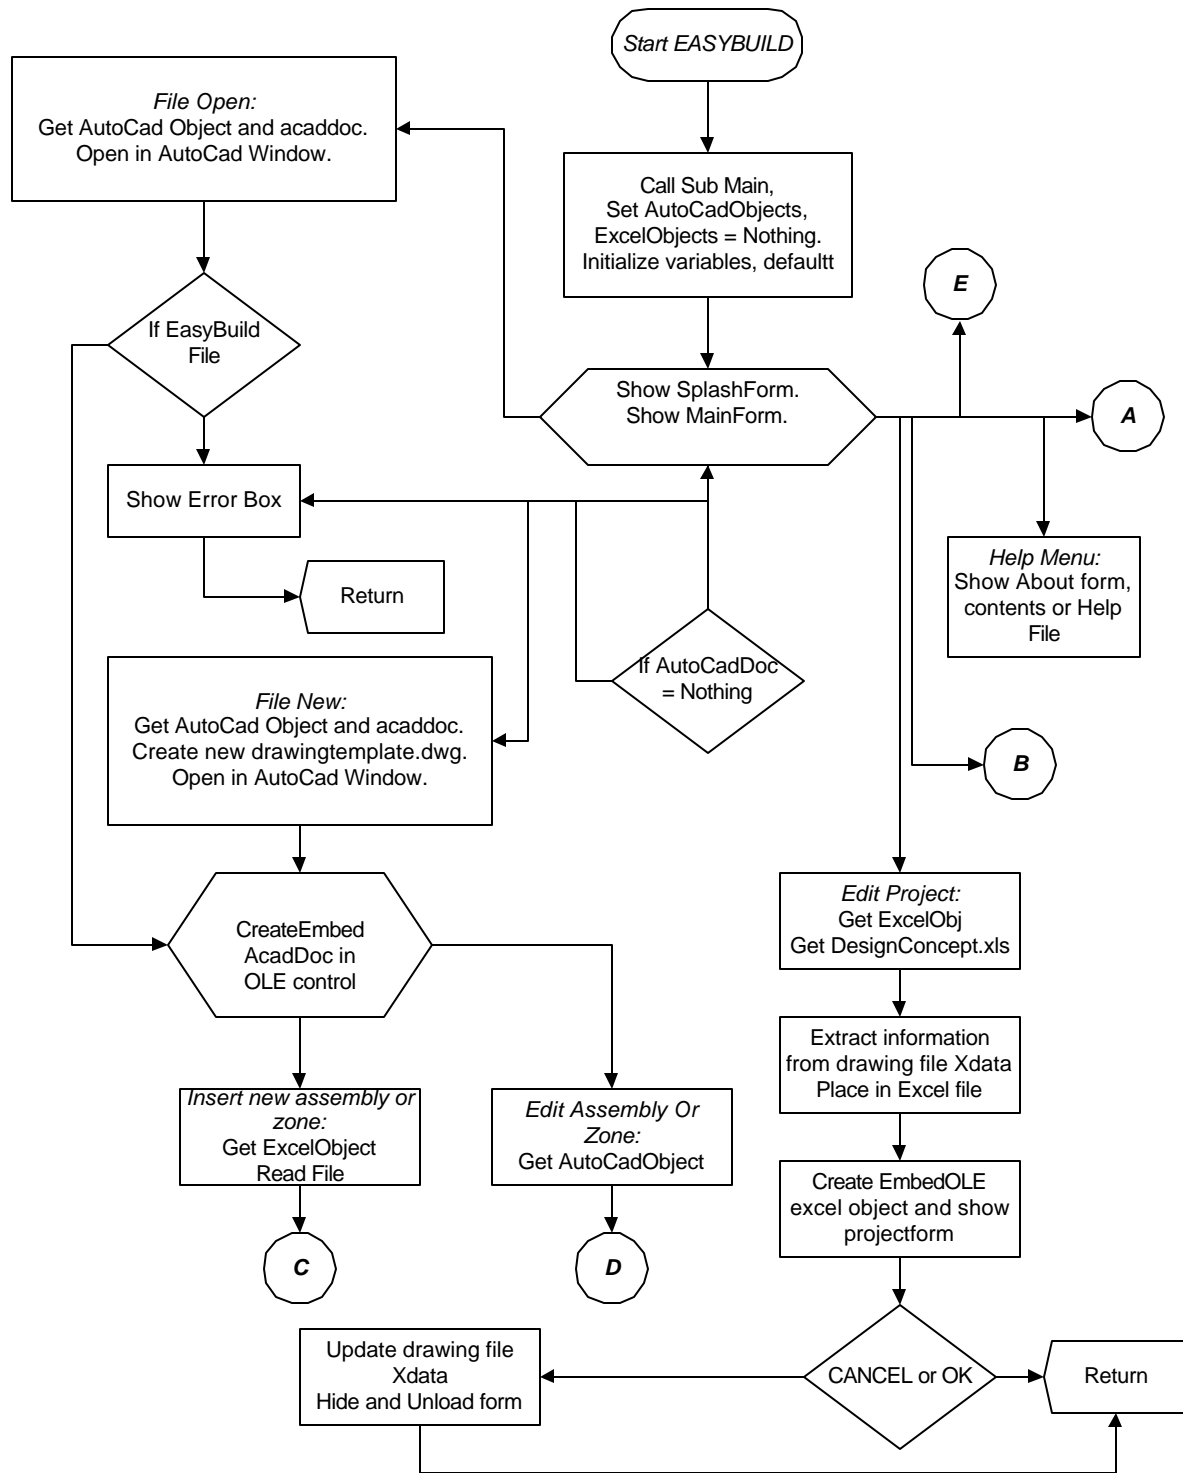 Start EASYBUILD
File Open:
Get AutoCad Object and acaddoc.
Open in AutoCad Window.
Call Sub Main,
Set AutoCadObjects,
ExcelObjects = Nothing.
Initialize variables, defaultt
E
If EasyBuild
File
Show SplashForm.
Show MainForm.
A
Show Error Box
Help Menu:
Show About form,
contents or Help
File
Return
If AutoCadDoc
= Nothing
File New:
Get AutoCad Object and acaddoc.
Create new drawingtemplate.dwg.
Open in AutoCad Window.
B
Edit Project:
Get ExcelObj
Get DesignConcept.xls
CreateEmbed
AcadDoc in
OLE control
Extract information
from drawing file Xdata
Place in Excel file
Insert new assembly or
zone:
Get ExcelObject
Read File
Edit Assembly Or
Zone:
Get AutoCadObject
Create EmbedOLE
excel object and show
projectform
C
D
Update drawing file
Xdata
Hide and Unload form
CANCEL or OK
Return